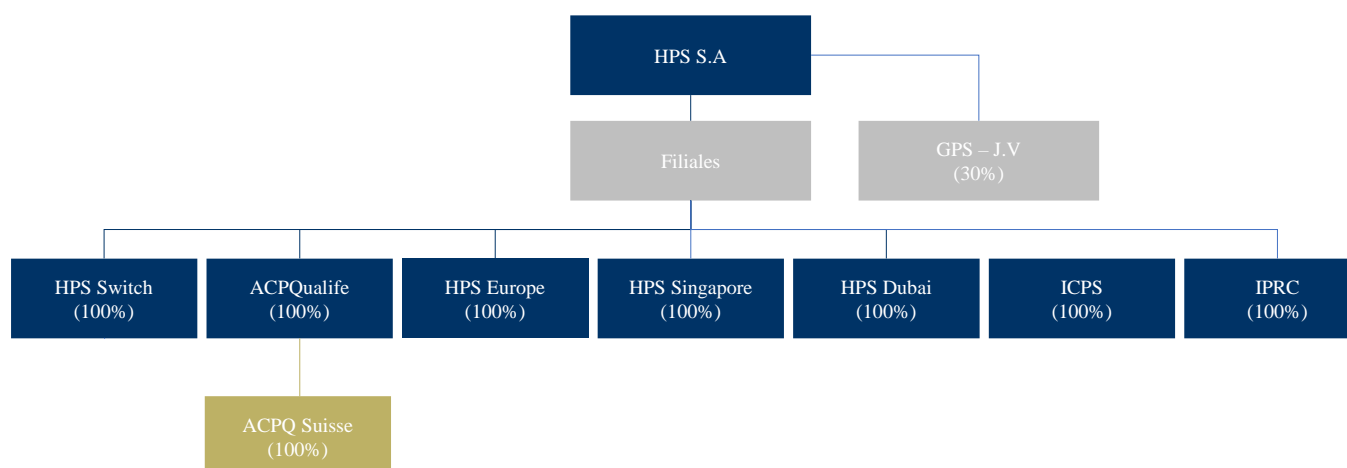 HPS S.A
Filiales
GPS – J.V
(30%)
HPS Switch
(100%)
ACPQualife
(100%)
HPS Europe
(100%)
HPS Singapore
(100%)
HPS Dubai
(100%)
ICPS
(100%)
IPRC
(100%)
ACPQ Suisse
(100%)